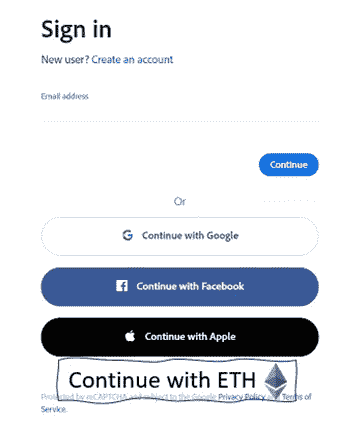 Sign in
New user? Create an account
Email address
Continue
Or
Continue with Google
Continue with Facebook
Continue with Apple
Continue with ETH
Protected by reCAPTCHA and subject to the Google Privacy Policy and Terms of
Service.